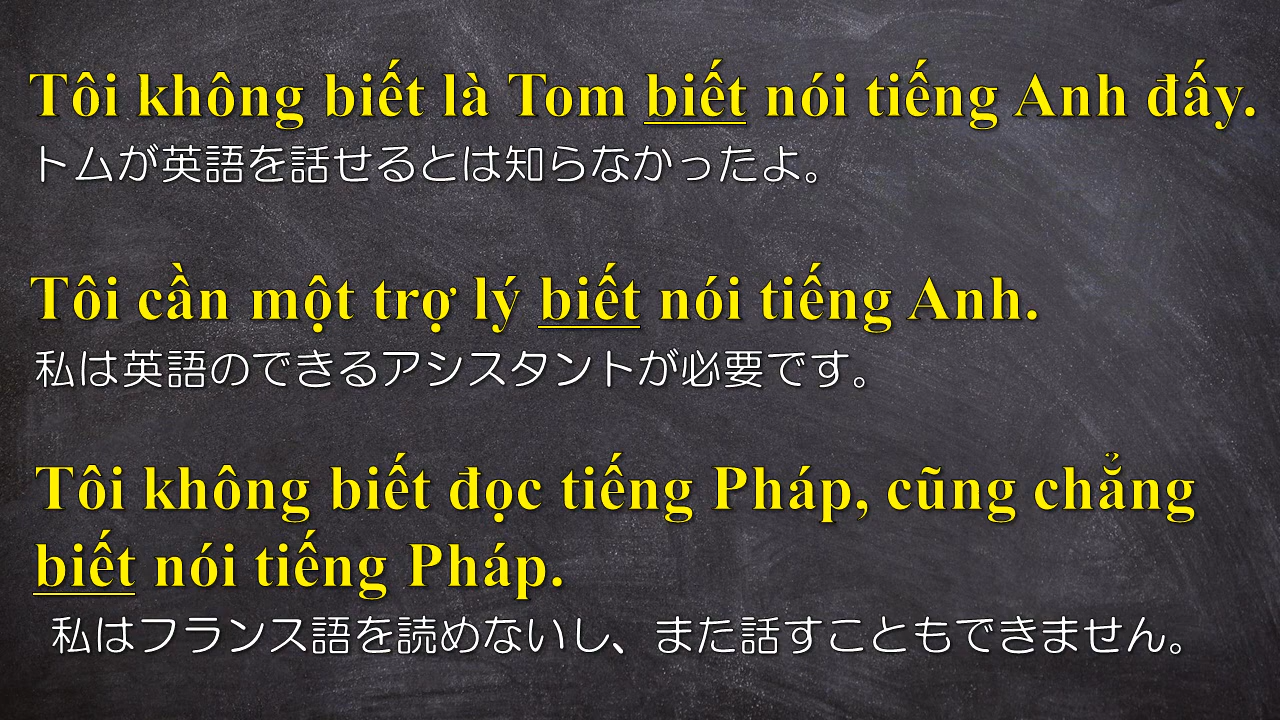 Tôi không biết là Tom biết nói tiếng Anh đấy.
トムが英語を話せるとは知らなかったよ。
Tôi cần một trợ lý biết nói tiếng Anh.
私は英語のできるアシスタントが必要です。
Tôi không biết đọc tiếng Pháp, cũng chẳng
biết nói tiếng Pháp.
私はフランス語を読めないし、また話すこともできません。